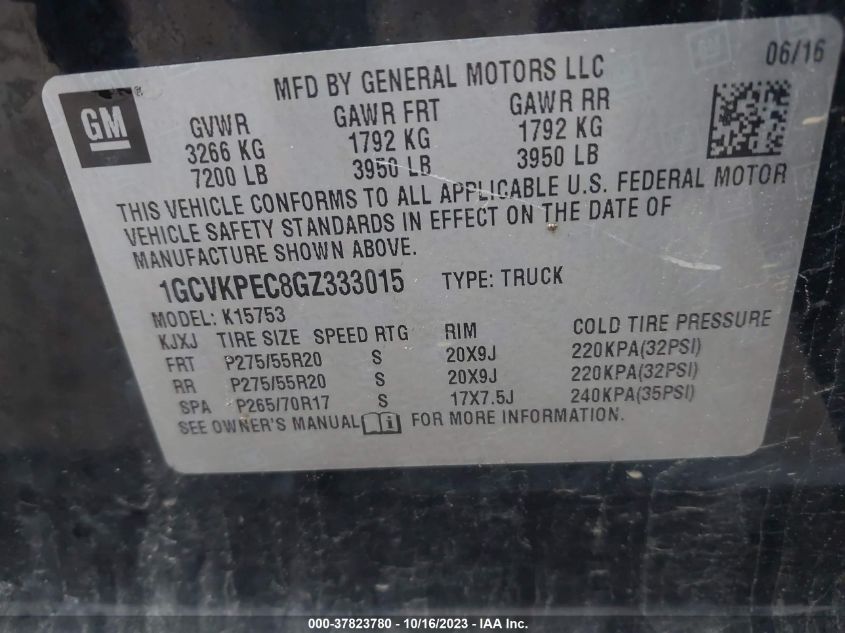 06/16
MFD BY GENERAL MOTORS LLC
GM
®
GVWR GAWR FRT GAWR RR
3266 KG 1792 KG 1792 KG
7200 LB 3950 LB 3950 LB
THIS VEHICLE CONFORMS TO ALL APPLICABLE U.S. FEDERAL MOTOR
VEHICLE SAFETY STANDARDS IN EFFECT ON THE DATE OF
MANUFACTURE SHOWN ABOVE.
1GCVKPEC8GZ333015 TYPE: TRUCK
MODEL: K15753
KJXJ TIRE SIZE SPEED RTG RIM COLD TIRE PRESSURE
FRT P275/55R20 S 20X9J 220KPA(32PSI)
RR P275/55R20 S 20X9J 220KPA(32PSI)
SPA P265/70R17 S 17X7.5J 240KPA(35PSI)
SEE OWNER'S MANUAL i FOR MORE INFORMATION.
000-37823780 - 10/16/2023 - IAA Inc.